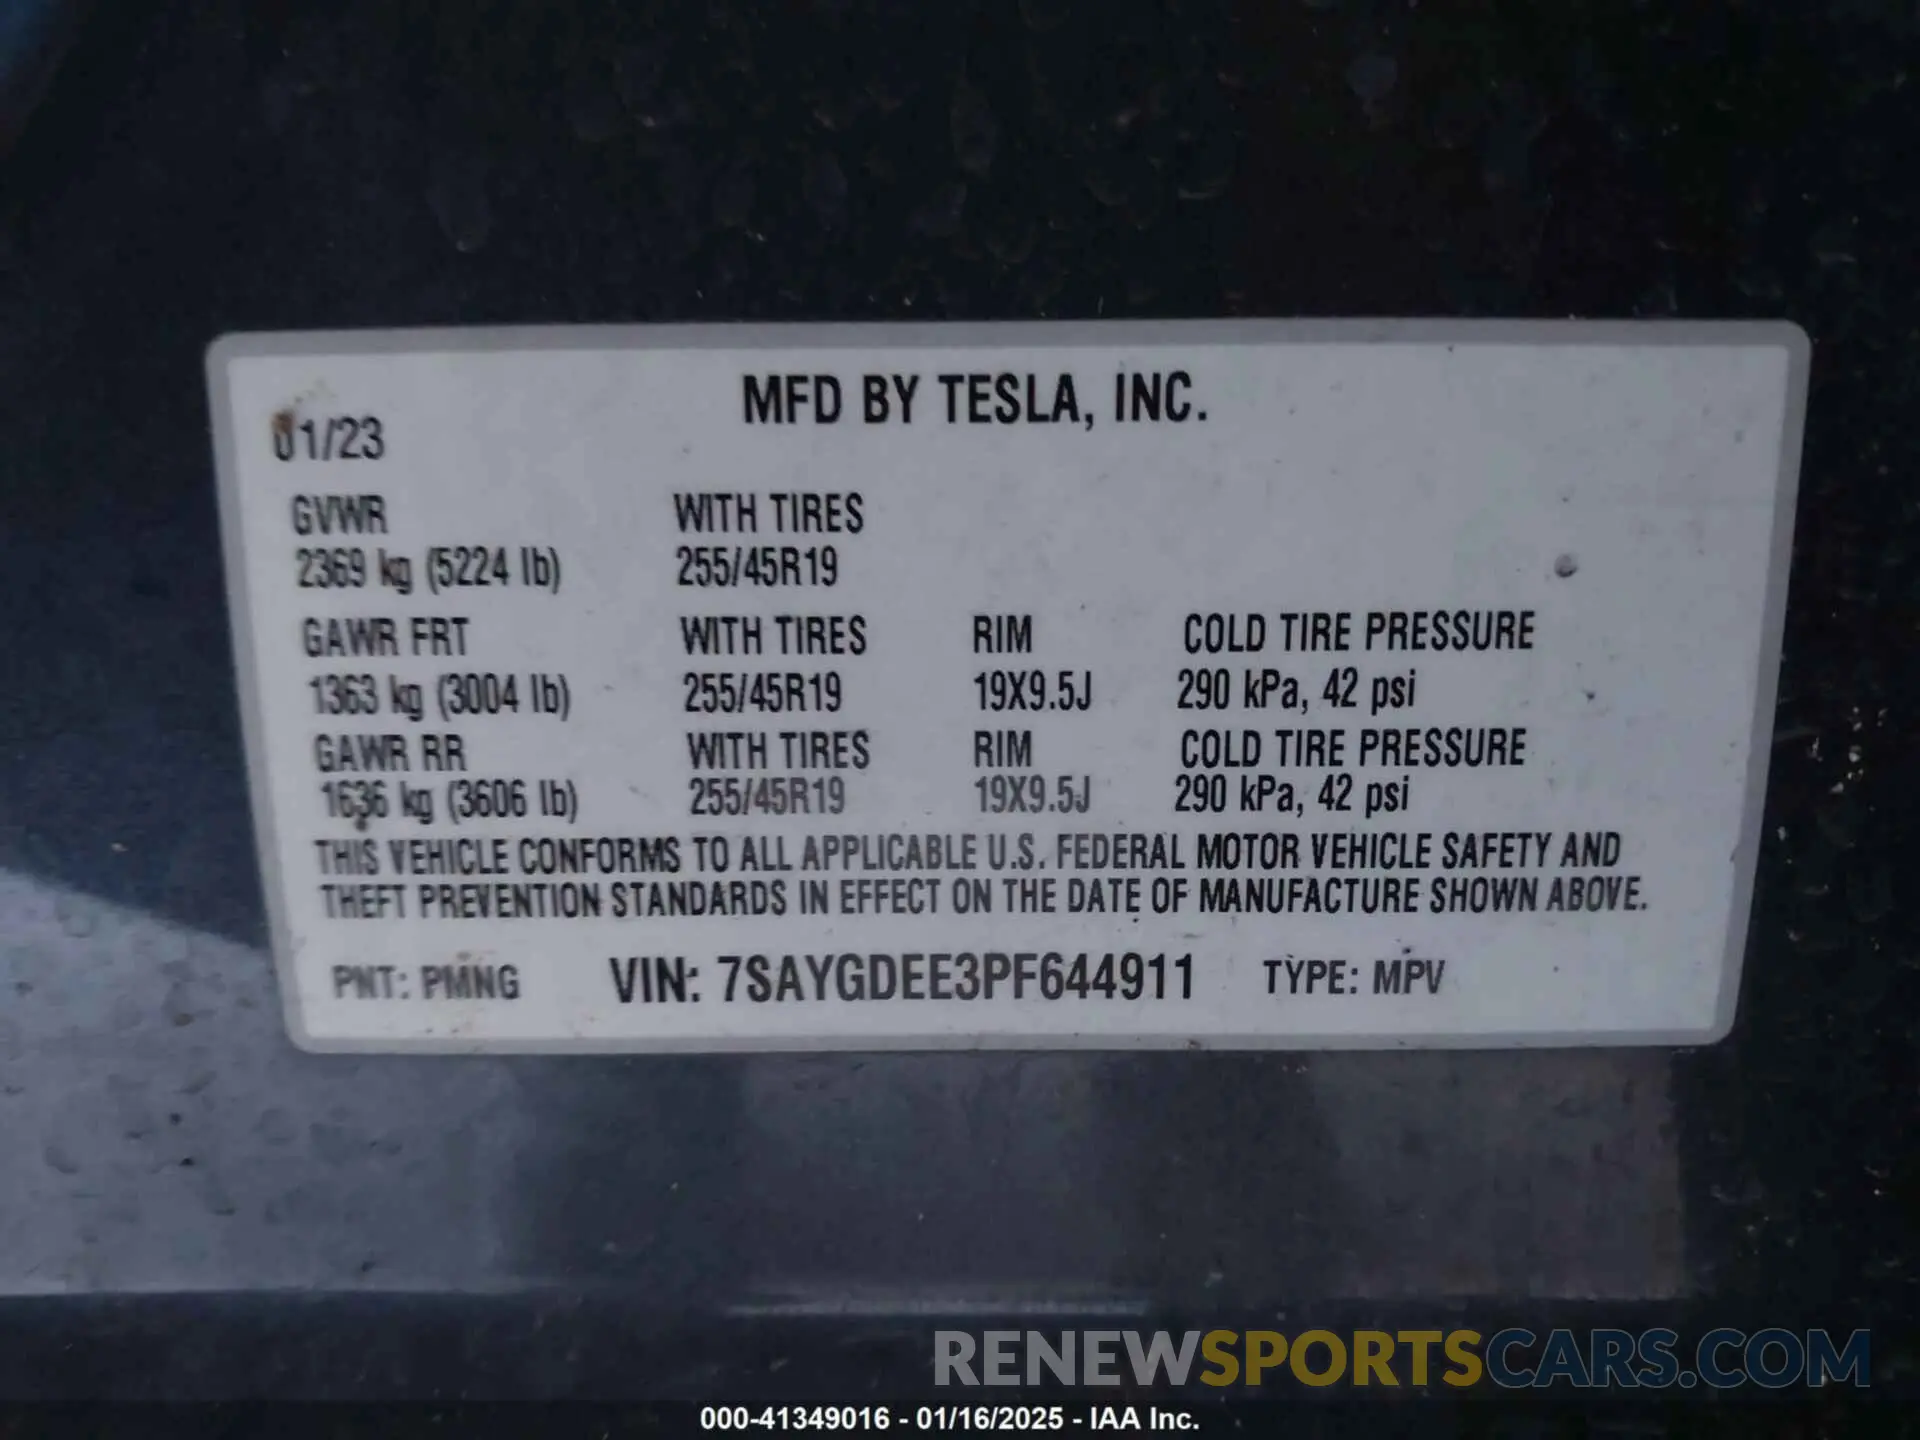 MFD BY TESLA, INC.
01/23
GVWR WITH TIRES
2369 kg (5224 lb) 255/45R19
GAWR FRT WITH TIRES RIM COLD TIRE PRESSURE
1363 kg (3004 lb) 255/45R19 19X9.5J 290 kPa, 42 psi
GAWR RR WITH TIRES RIM COLD TIRE PRESSURE
1636 kg (3606 lb) 255/45R19 19X9.5J 290 kPa, 42 psi
THIS VEHICLE CONFORMS TO ALL APPLICABLE U.S. FEDERAL MOTOR VEHICLE SAFETY AND
THEFT PREVENTION STANDARDS IN EFFECT ON THE DATE OF MANUFACTURE SHOWN ABOVE.
PNT: PMNG VIN: 7SAYGDEE3PF644911 TYPE: MPV
RENEWSPORTSCARS.COM
000-41349016 - 01/16/2025 - IAA Inc.